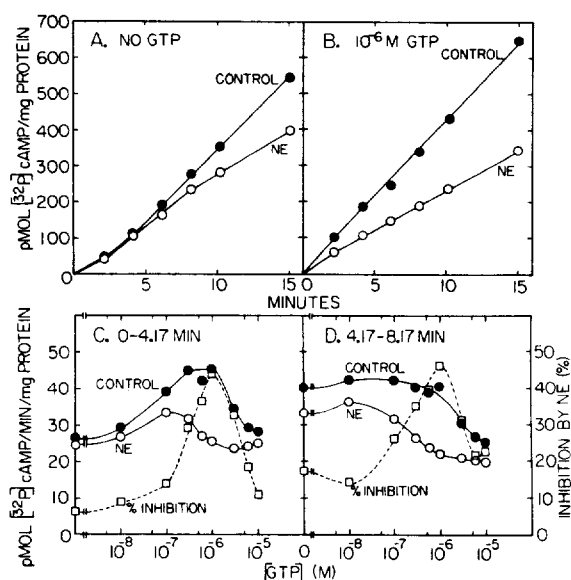 A. NO GTP
B. 10⁻⁶ M GTP
CONTROL
CONTROL
NE
NE
pMOL [³²P] cAMP/mg PROTEIN
700
600
500
400
300
200
100
0
0 5 10 15
0 5 10 15
MINUTES
C. 0-4.17 MIN
D. 4.17-8.17 MIN
CONTROL
CONTROL
NE
NE
% INHIBITION
% INHIBITION
pMOL [³²P] cAMP/MIN/mg PROTEIN
50
40
30
20
10
0
INHIBITION BY NE (%)
50
40
30
20
10
0
10⁻⁸ 10⁻⁷ 10⁻⁶ 10⁻⁵
0 10⁻⁸ 10⁻⁷ 10⁻⁶ 10⁻⁵
[GTP] (M)